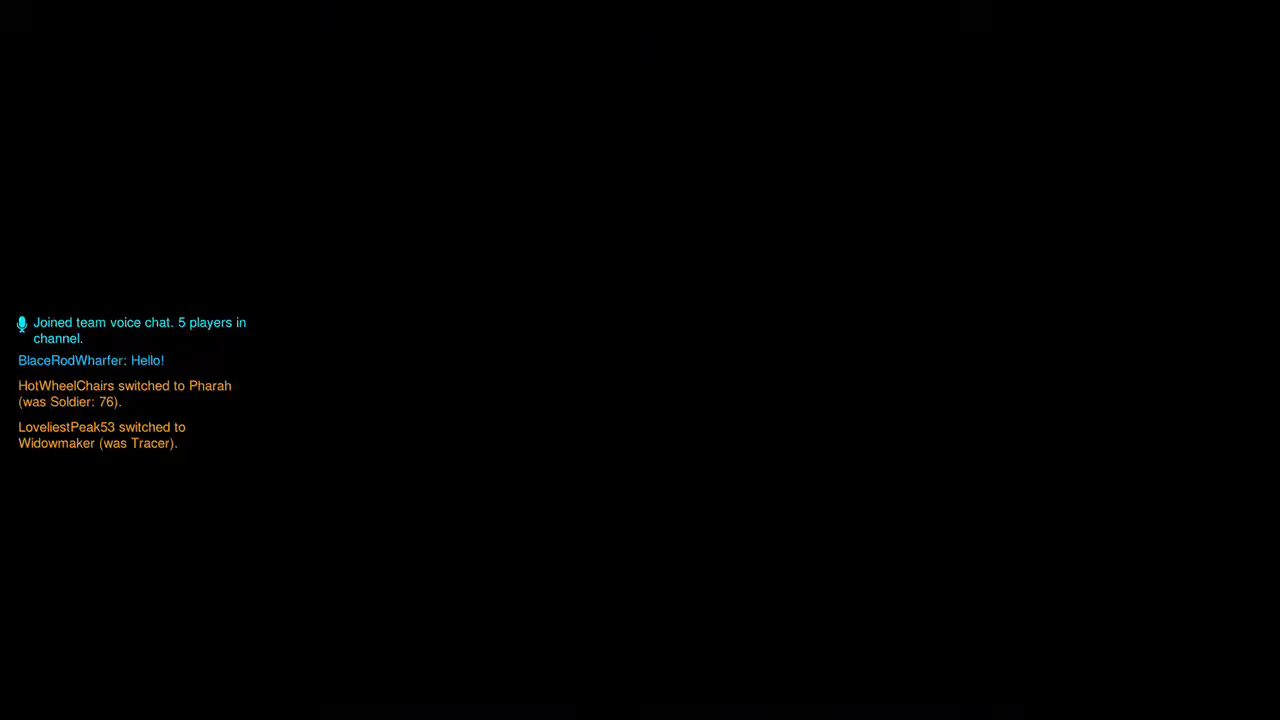 Joined team voice chat. 5 players in
channel.
BlaceRodWharfer: Hello!
HotWheelChairs switched to Pharah
(was Soldier: 76).
LoveliestPeak53 switched to
Widowmaker (was Tracer).